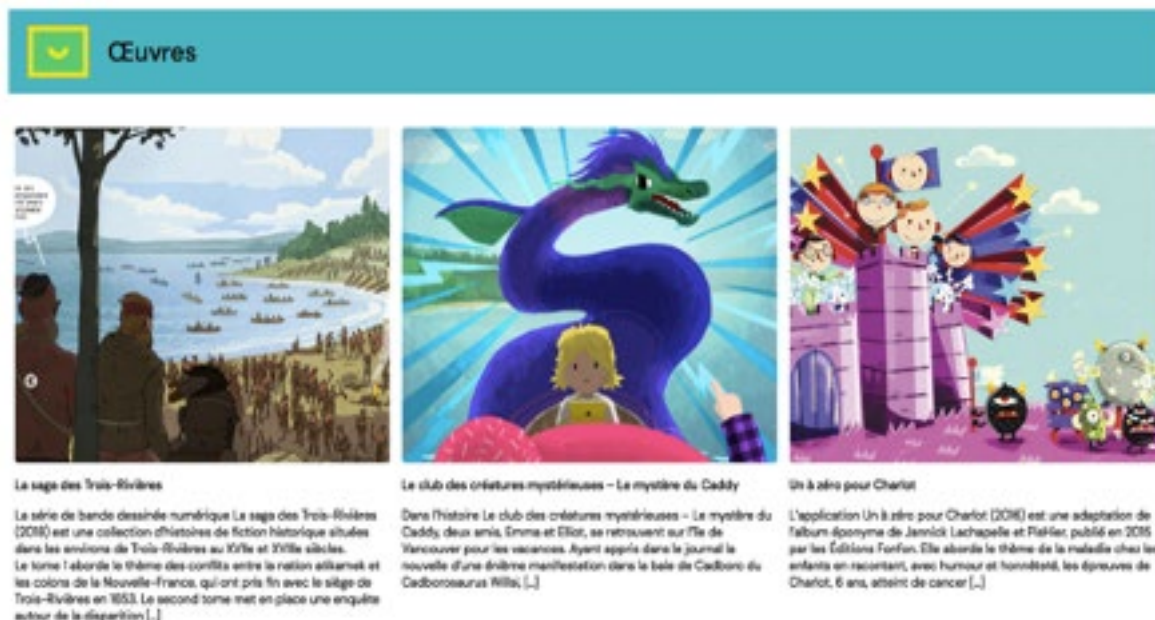 Œuvres
La saga des Trois-Rivières
La série de bande dessinée numérique La saga des Trois-Rivières
(2018) est une collection d'histoires de fiction historique situées
dans les environs de Trois-Rivières au XVIIe et XVIIIe siècles.
Le tome 1 aborde le thème des conflits entre la nation atikamek et
les colons de la Nouvelle-France, qui ont pris fin avec le siège de
Trois-Rivières en 1653. Le second tome met en place une enquête
autour de la disparition [...]
Le club des créatures mystérieuses – Le mystère du Caddy
Dans l'histoire Le club des créatures mystérieuses – Le mystère du
Caddy, deux amis, Emma et Elliot, se retrouvent sur l'île de
Vancouver pour les vacances. Ayant appris dans le journal la
nouvelle d'une énième manifestation dans la baie de Cadboro du
Cadborosaurus Willsi, [...]
Un à zéro pour Charlot
L'application Un à zéro pour Charlot (2016) est une adaptation de
l'album éponyme de Jannick Lachapelle et PisHier, publié en 2015
par les Éditions Fonfon. Elle aborde le thème de la maladie chez les
enfants en racontant, avec humour et honnêteté, les épreuves de
Charlot, 6 ans, atteint de cancer [...]